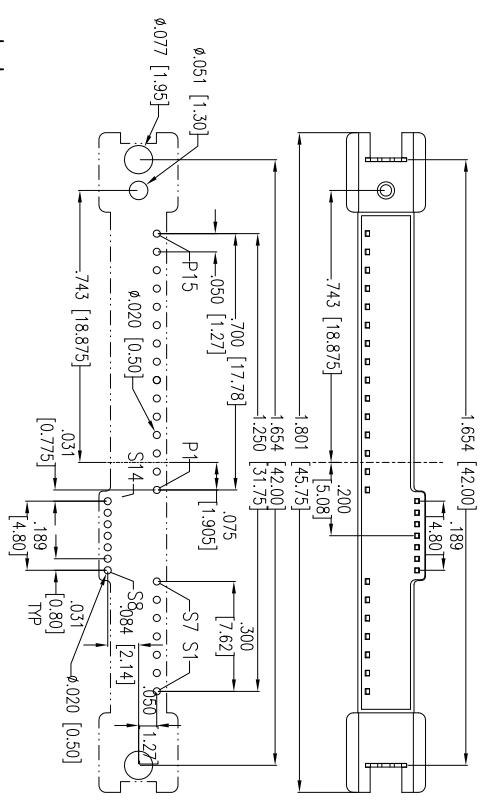 ø.077 [1.95]
ø.051 [1.30]
.743 [18.875]
P15
.050 [1.27]
.700 [17.78]
ø.020 [0.50]
1.250 [31.75]
1.654 [42.00]
1.801 [45.75]
P1
S14
.031
[0.775]
.075
[1.905]
.189
[4.80]
S8
.031
[0.80]
TYP
.084 [2.14]
S7 S1
.300
[7.62]
.050
1.27
ø.020 [0.50]
1.654 [42.00]
.743 [18.875]
.200
[5.08]
.189
[4.80]